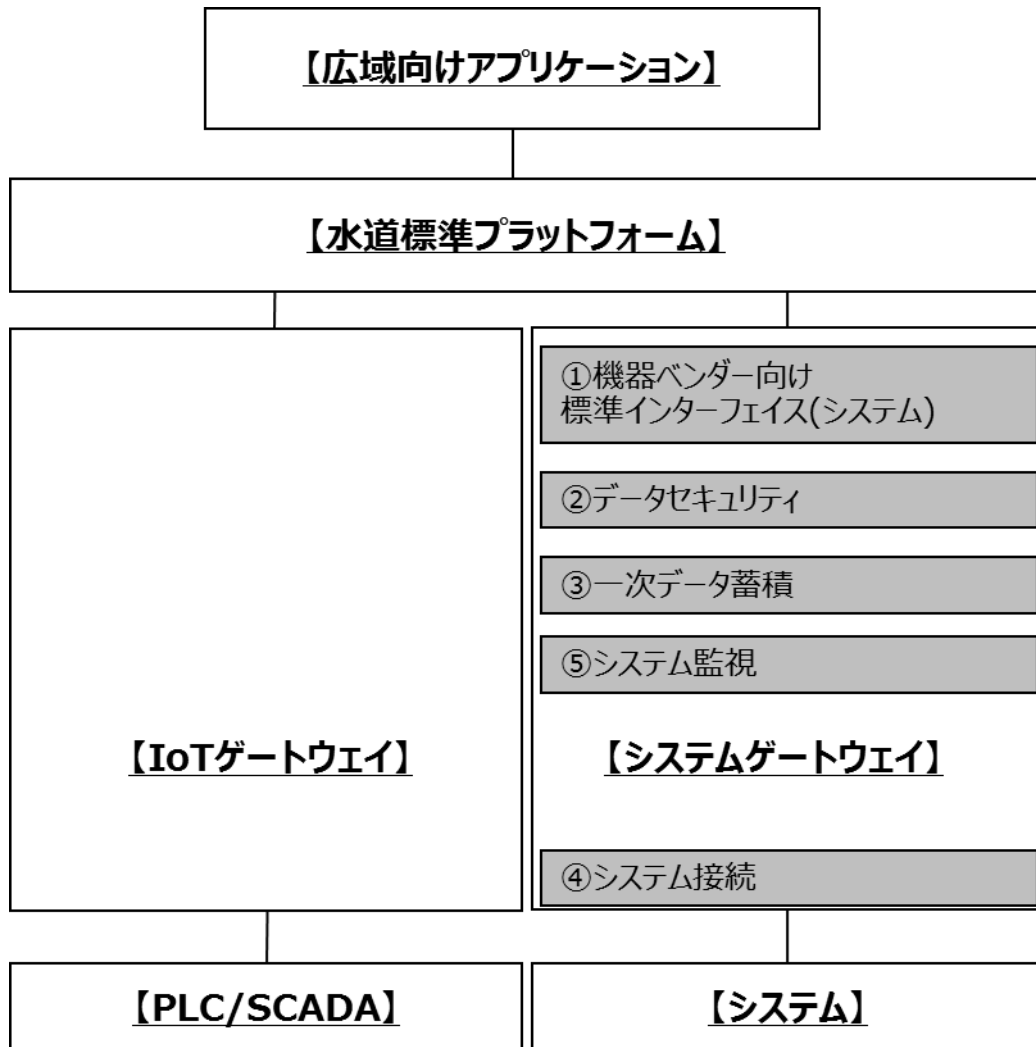 【広域向けアプリケーション】
【水道標準プラットフォーム】
①機器ベンダー向け
標準インターフェイス(システム)
②データセキュリティ
③一次データ蓄積
⑤システム監視
【IoTゲートウェイ】
【システムゲートウェイ】
④システム接続
【PLC/SCADA】
【システム】